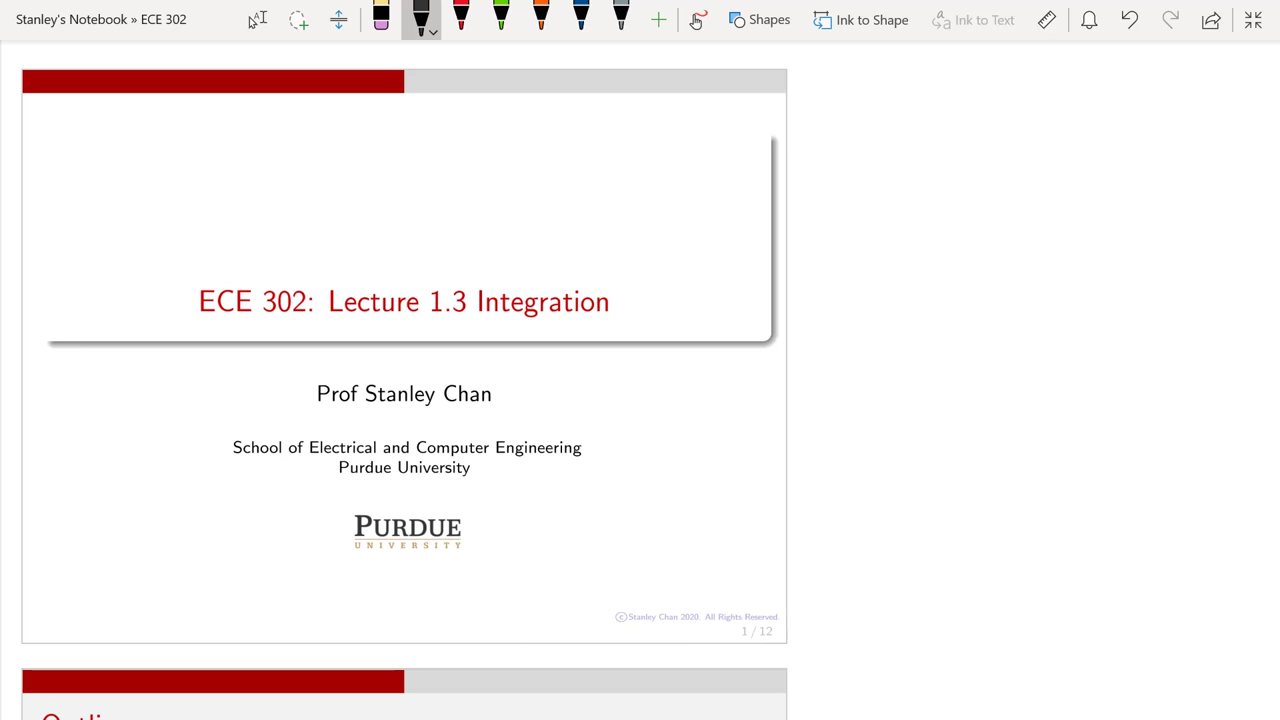 Stanley's Notebook » ECE 302
Shapes
Ink to Shape
Ink to Text
ECE 302: Lecture 1.3 Integration
Prof Stanley Chan
School of Electrical and Computer Engineering
Purdue University
PURDUE
UNIVERSITY
©Stanley Chan 2020. All Rights Reserved.
1 / 12